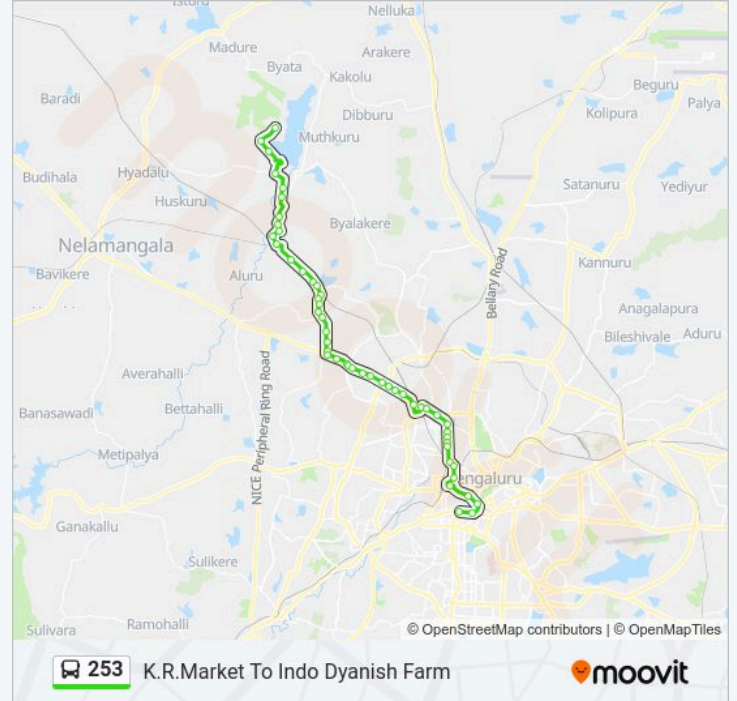 Nelluka
Madure
Arakere
Byata
Kakolu
Beguru
Baradi
Palya
Dibburu
Kolipura
Muthkuru
Budihala
Hyadalu
Satanuru
Yediyur
Huskuru
Byalakere
Nelamangala
Kannuru
Bavikere
Aluru
Bellary Road
Anagalapura
Bileshivale
Aduru
Averahalli
NICE Peripheral Ring Road
Banasawadi
Bettahalli
Metipalya
engaluru
Ganakallu
Sulikere
Ramohalli
Sulivara
© OpenStreetMap contributors | © OpenMapTiles
253 K.R.Market To Indo Dyanish Farm
moovit